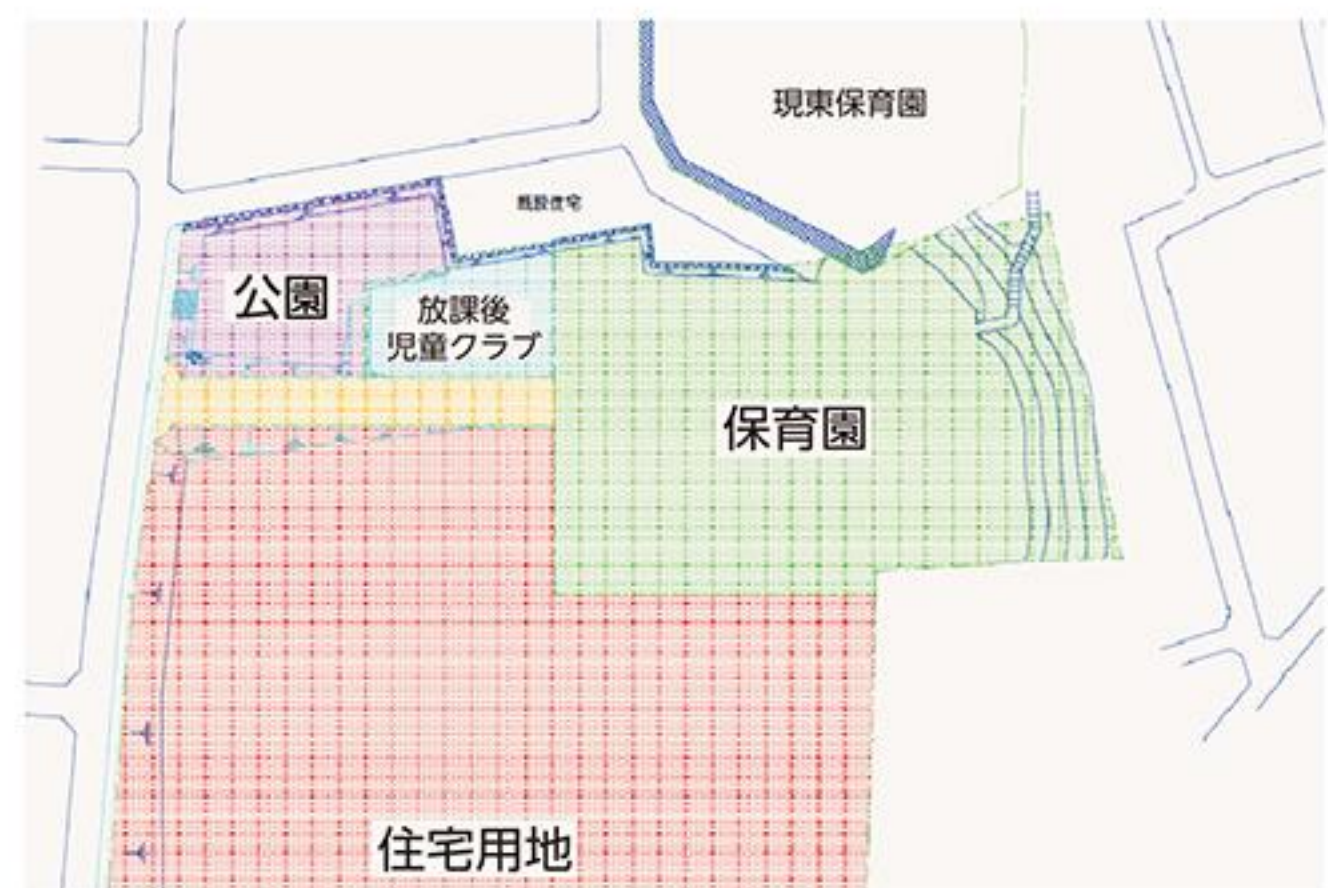 現東保育園
既設住宅
公園
放課後
児童クラブ
保育園
住宅用地